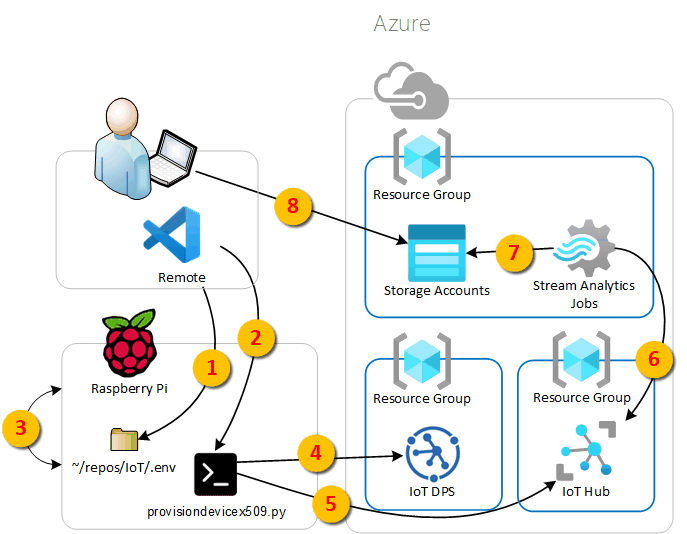 Azure
Resource Group
8
7
Remote
Storage Accounts
Stream Analytics
Jobs
2
1
6
Raspberry Pi
Resource Group
Resource Group
3
~/repos/IoT/.env
4
5
IoT DPS
IoT Hub
provisiondevicex509.py